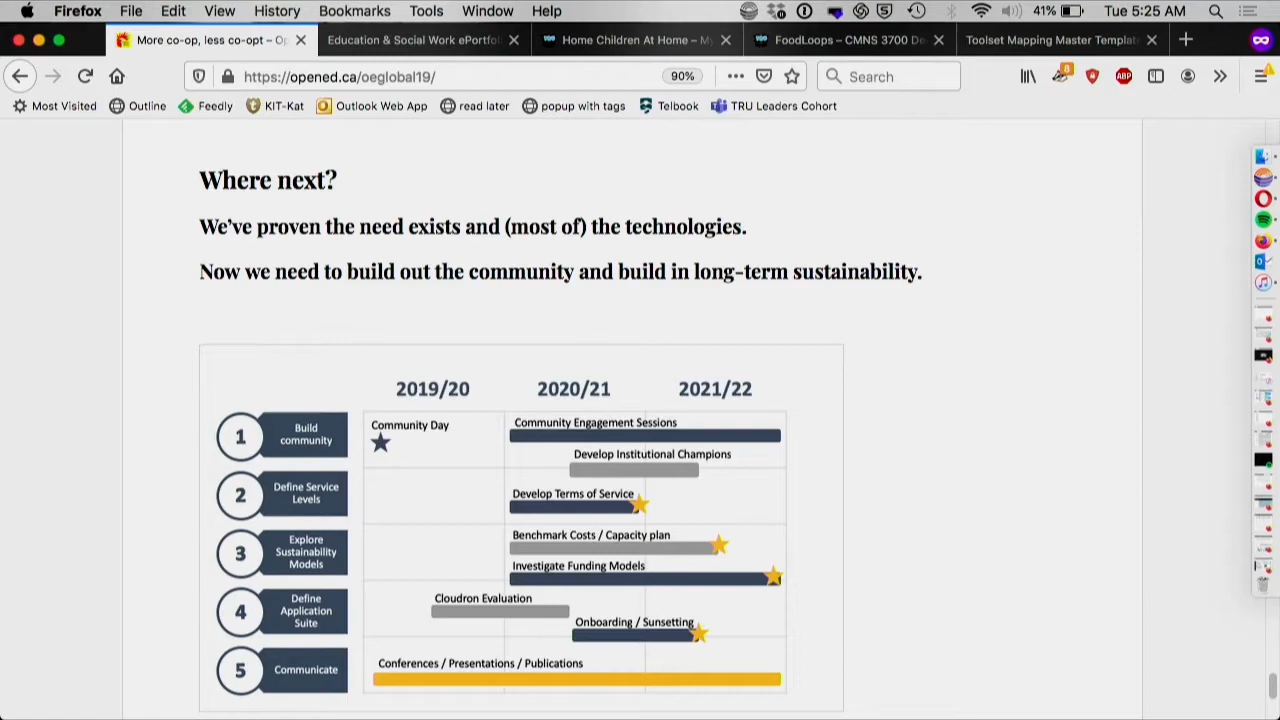 Firefox File Edit View History Bookmarks Tools Window Help 41% Tue 5:25 AM
More co-op, less co-opt – Op Education & Social Work ePortfol Home Children At Home – My FoodLoops – CMNS 3700 De Toolset Mapping Master Template
https://opened.ca/oeglobal19/ 90% Search
Most Visited Outline Feedly KIT-Kat Outlook Web App read later popup with tags Telbook TRU Leaders Cohort
Where next?
We've proven the need exists and (most of) the technologies.
Now we need to build out the community and build in long-term sustainability.
2019/20 2020/21 2021/22
1 Build
community
Community Day Community Engagement Sessions
Develop Institutional Champions
2 Define Service
Levels
Develop Terms of Service
3 Explore
Sustainability
Models
Benchmark Costs / Capacity plan
Investigate Funding Models
4 Define
Application
Suite
Cloudron Evaluation
Onboarding / Sunsetting
5 Communicate
Conferences / Presentations / Publications